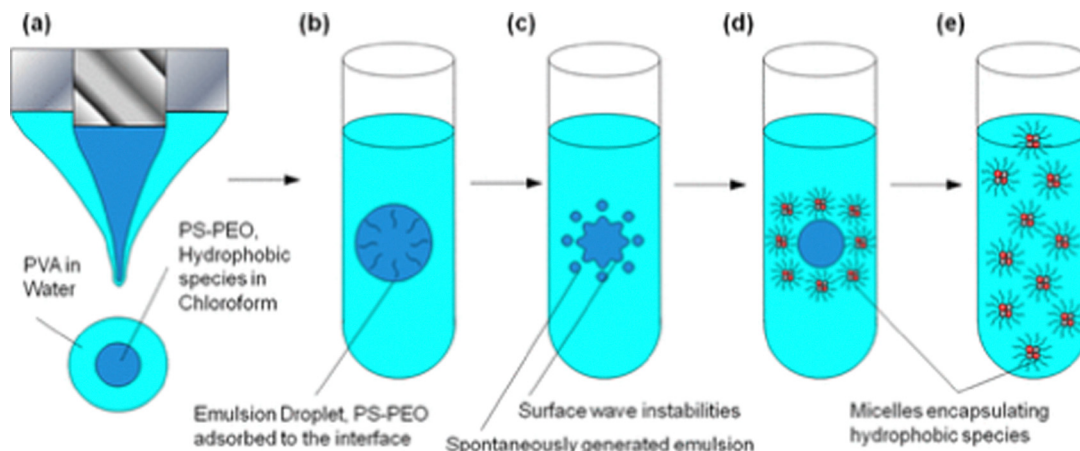 (a)
(b)
(c)
(d)
(e)
PS-PEO,
Hydrophobic
species in
Chloroform
PVA in
Water
Emulsion Droplet, PS-PEO
adsorbed to the interface
Surface wave instabilities
Spontaneously generated emulsion
Micelles encapsulating
hydrophobic species